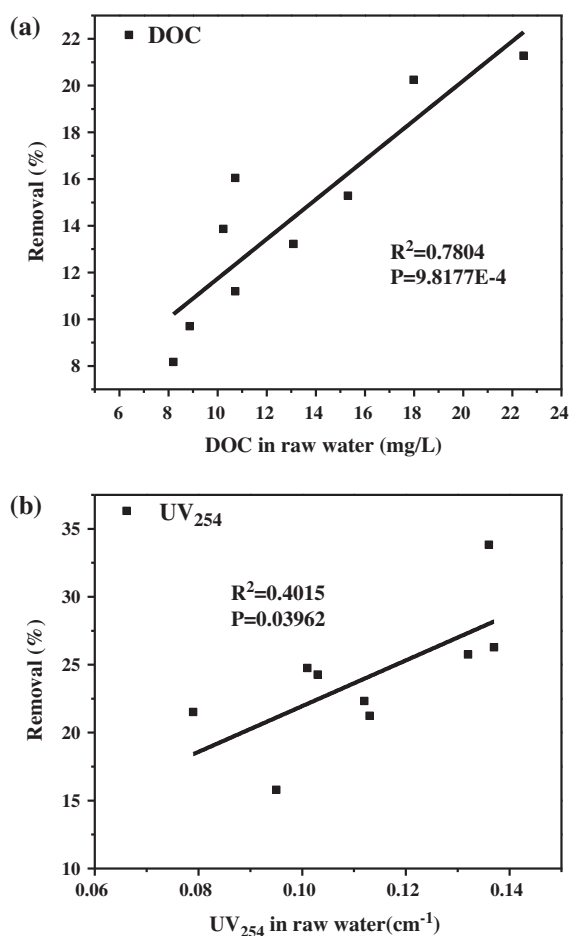 (a)
DOC
22
20
18
16
14
12
10
8
Removal (%)
R²=0.7804
P=9.8177E-4
6 8 10 12 14 16 18 20 22 24
DOC in raw water (mg/L)
(b)
UV₂₅₄
35
30
25
20
15
10
Removal (%)
R²=0.4015
P=0.03962
0.06 0.08 0.10 0.12 0.14
UV₂₅₄ in raw water(cm⁻¹)